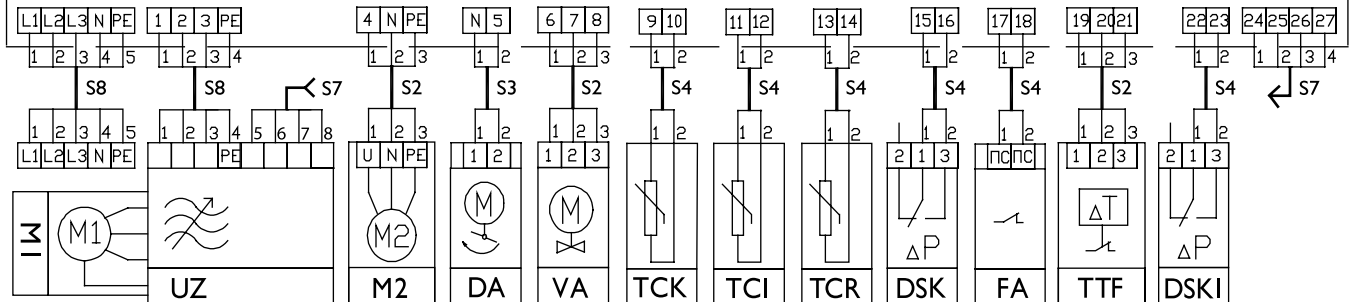 L1 L2 L3 N PE 1 2 3 PE 4 N PE N 5 6 7 8 9 10 11 12 13 14 15 16 17 18 19 20 21 22 23 24 25 26 27
1 2 3 4 5 1 2 3 4 1 2 3 1 2 1 2 3 1 2 1 2 1 2 1 2 1 2 1 2 3 1 2 1 2 3 4
S8 S8 S7 S2 S3 S2 S4 S4 S4 S4 S4 S2 S4 S7
1 2 3 4 5 1 2 3 4 5 6 7 8 1 2 3 1 2 1 2 3 1 2 1 2 1 2 1 2 1 2 1 2 3 1 2
L1 L2 L3 N PE PE U N PE 1 2 1 2 3 2 1 3 ПС ПС 1 2 3 2 1 3
M1 M1 M2 M M ΔP ΔT ΔP
UZ M2 DA VA TCK TCI TCR DSK FA TTF DSK1